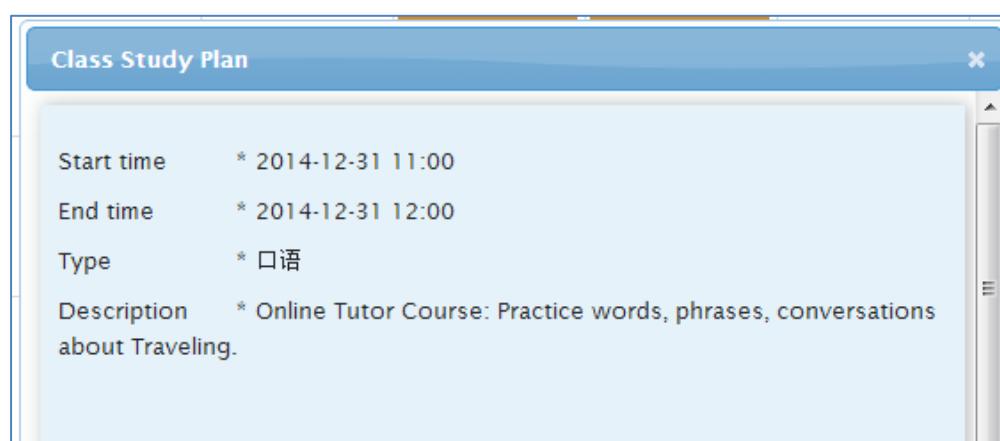 Class Study Plan
Start time * 2014-12-31 11:00
End time * 2014-12-31 12:00
Type * 口语
Description * Online Tutor Course: Practice words, phrases, conversations
about Traveling.